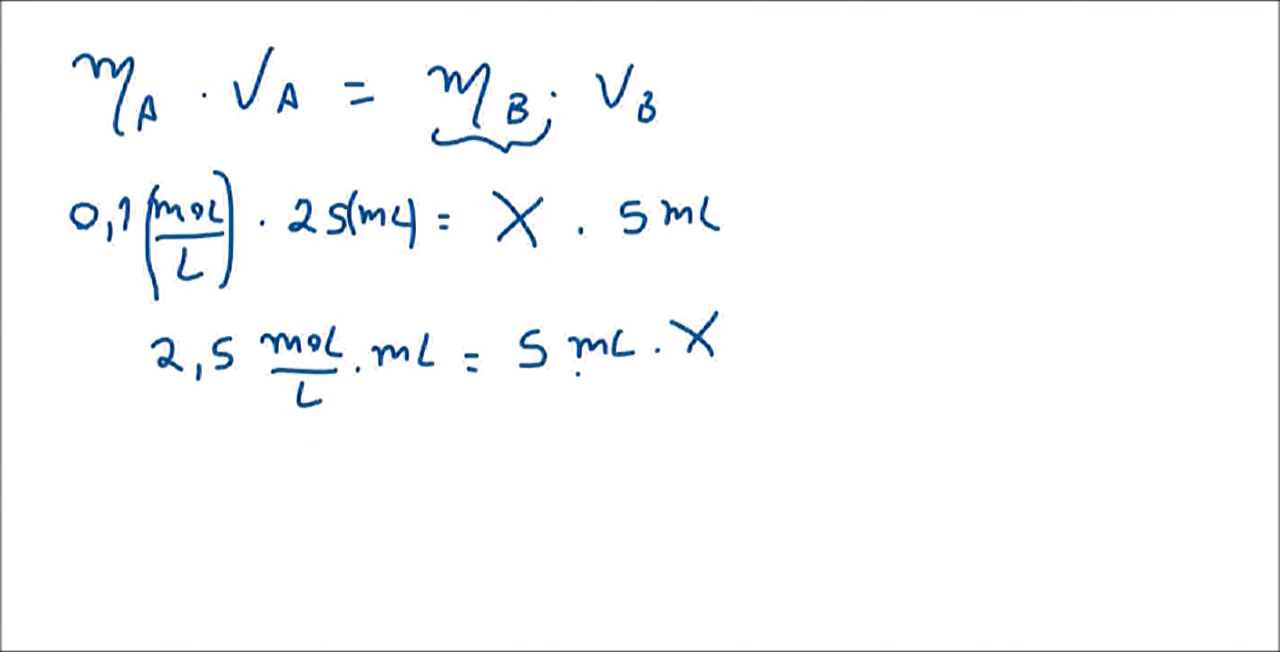 m_A . V_A = m_B . V_B
0,1 (mol/L) . 25(mL) = X . 5 mL
2,5 mol/L . mL = 5 mL . X